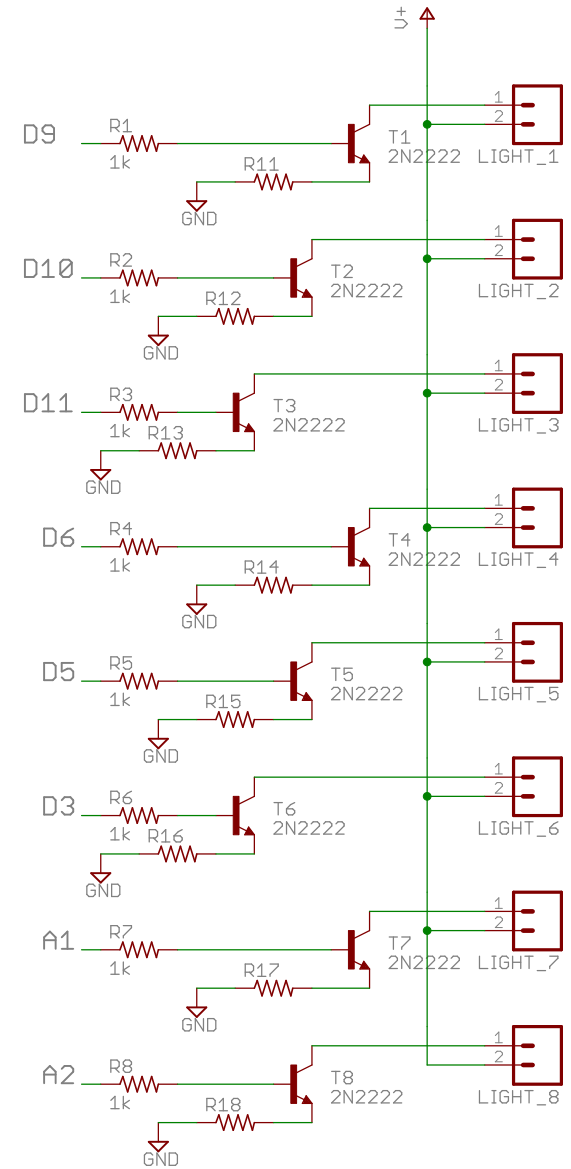 V+
1
2
D9
R1
1k
T1
2N2222
LIGHT_1
R11
GND
1
2
D10
R2
1k
T2
2N2222
LIGHT_2
R12
GND
1
2
D11
R3
1k
T3
2N2222
LIGHT_3
R13
GND
1
2
D6
R4
1k
T4
2N2222
LIGHT_4
R14
GND
1
2
D5
R5
1k
T5
2N2222
LIGHT_5
R15
GND
1
2
D3
R6
1k
T6
2N2222
LIGHT_6
R16
GND
1
2
A1
R7
1k
T7
2N2222
LIGHT_7
R17
GND
1
2
A2
R8
1k
T8
2N2222
LIGHT_8
R18
GND